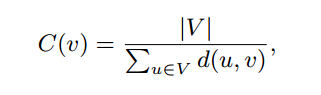 C(v) = |V| / ∑_{u∈V} d(u, v),